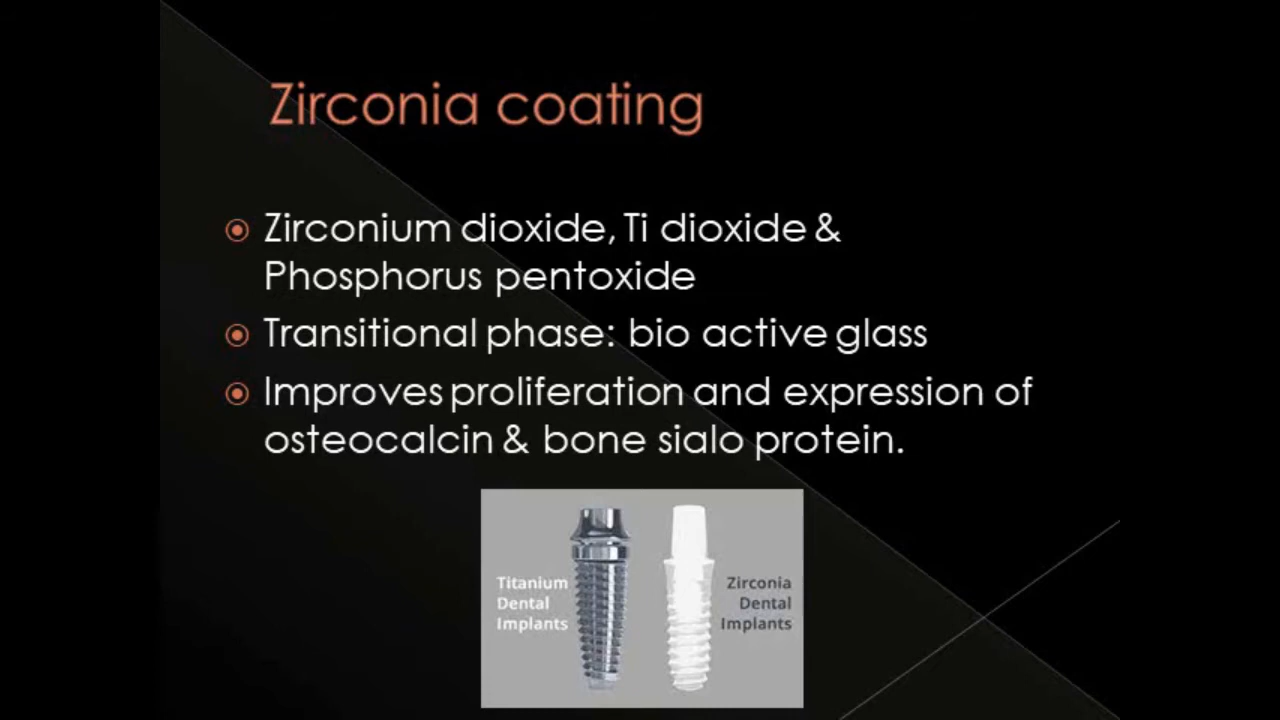 Zirconia coating
Zirconium dioxide, Ti dioxide &
Phosphorus pentoxide
Transitional phase: bio active glass
Improves proliferation and expression of
osteocalcin & bone sialo protein.
Titanium
Dental
Implants
Zirconia
Dental
Implants